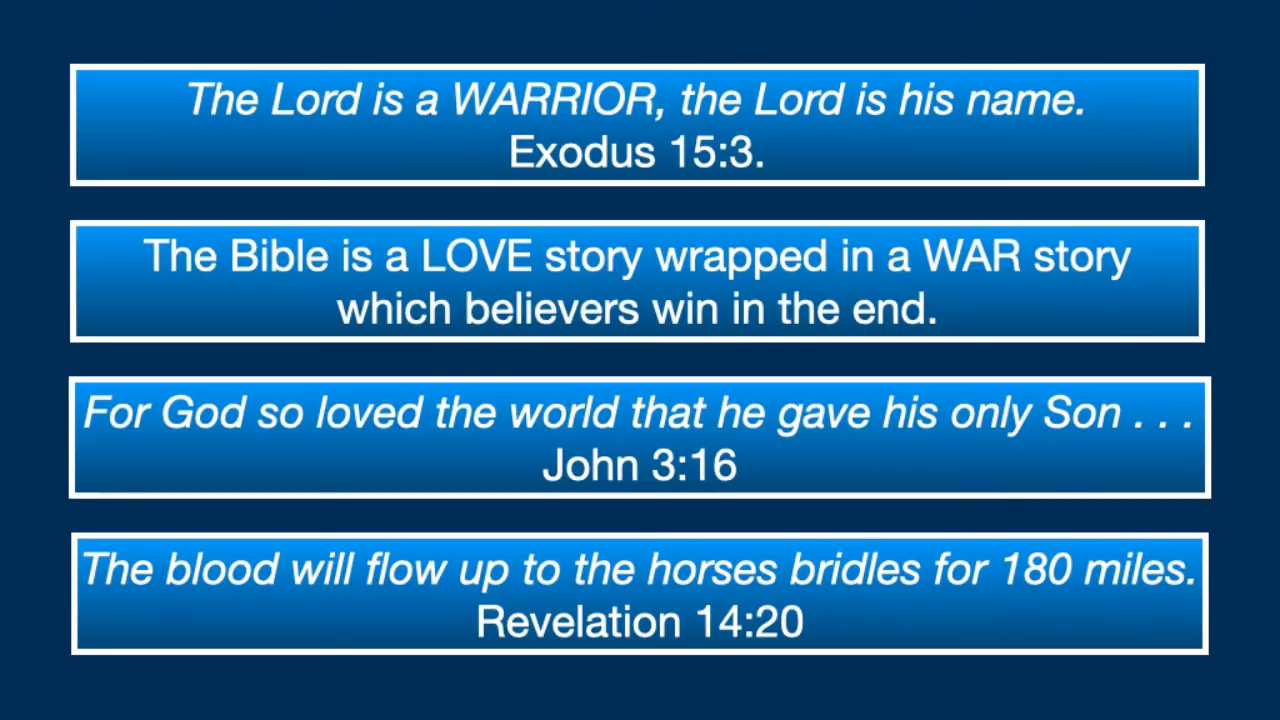 The Lord is a WARRIOR, the Lord is his name.
Exodus 15:3.
The Bible is a LOVE story wrapped in a WAR story
which believers win in the end.
For God so loved the world that he gave his only Son . . .
John 3:16
The blood will flow up to the horses bridles for 180 miles.
Revelation 14:20